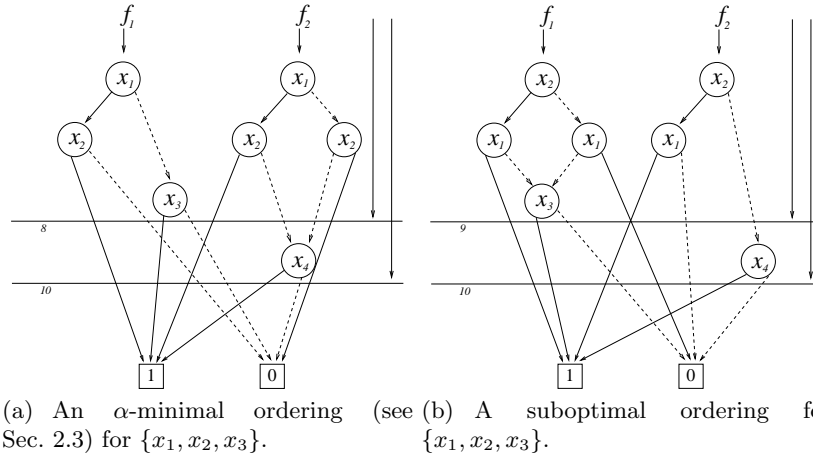 f₁ f₂ f₁ f₂
x₁ x₁ x₂ x₂
x₂ x₂ x₂ x₁ x₁ x₁
x₃ x₃
8 9
x₄ x₄
10 10
1 0 1 0
(a) An α-minimal ordering (see
Sec. 2.3) for {x₁, x₂, x₃}.
(b) A suboptimal ordering fo
{x₁, x₂, x₃}.